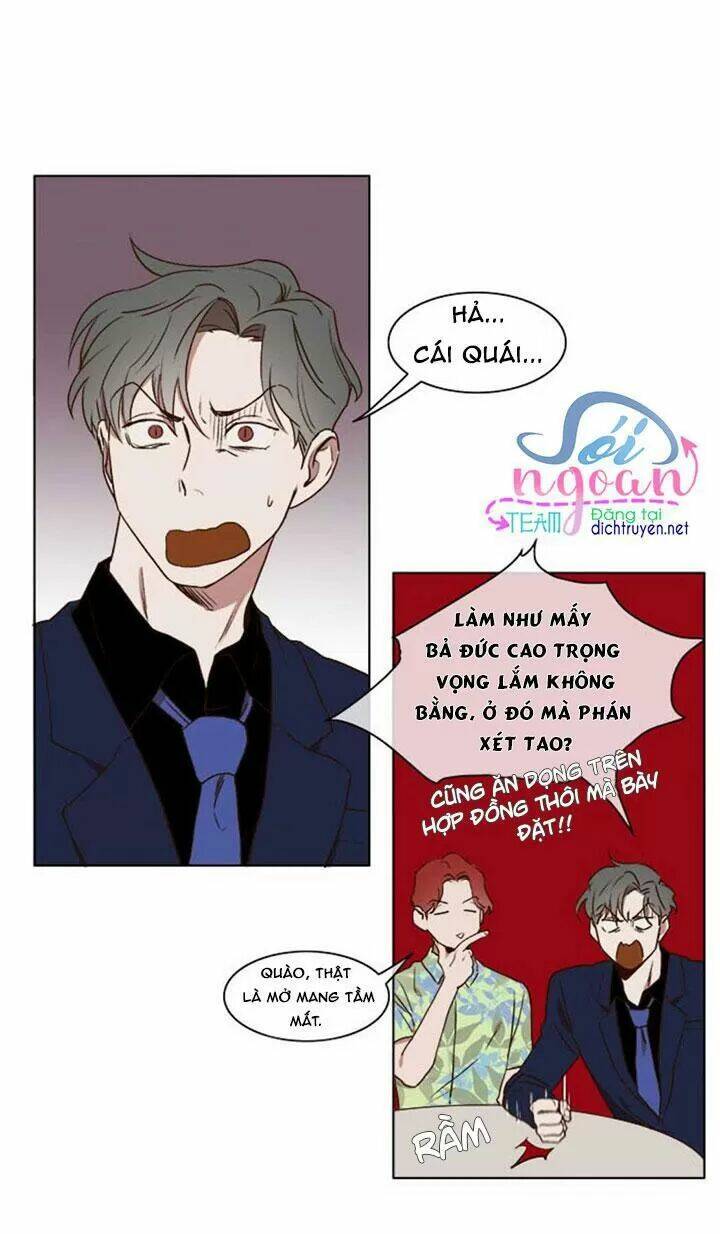 HẢ...
CÁI QUÁI...
Sói
ngoan
TEAM
Đăng tại
dichtruyen.net
LÀM NHƯ MẤY
BẢ ĐỨC CAO TRỌNG
VỌNG LẮM KHÔNG
BẰNG, Ở ĐÓ MÀ PHÁN
XÉT TAO?
CŨNG ĂN DỌNG TRÊN
HỢP ĐỒNG THÔI MÀ BÀY
ĐẶT!!
QUÀO, THẬT
LÀ MỞ MANG TẦM
MẮT.
RẦM